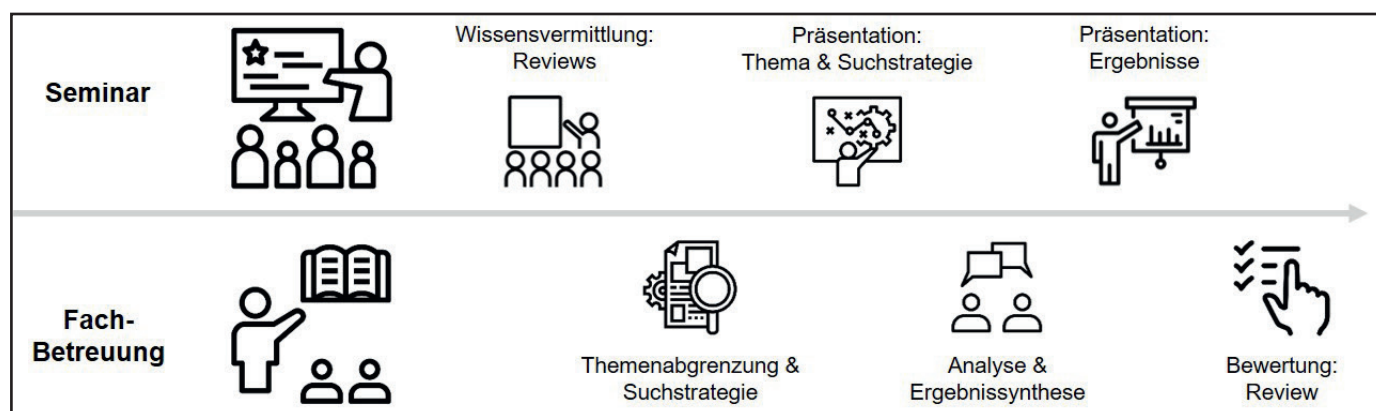 Seminar
Wissensvermittlung:
Reviews
Präsentation:
Thema & Suchstrategie
Präsentation:
Ergebnisse
Fach-
Betreuung
Themenabgrenzung &
Suchstrategie
Analyse &
Ergebnissynthese
Bewertung:
Review